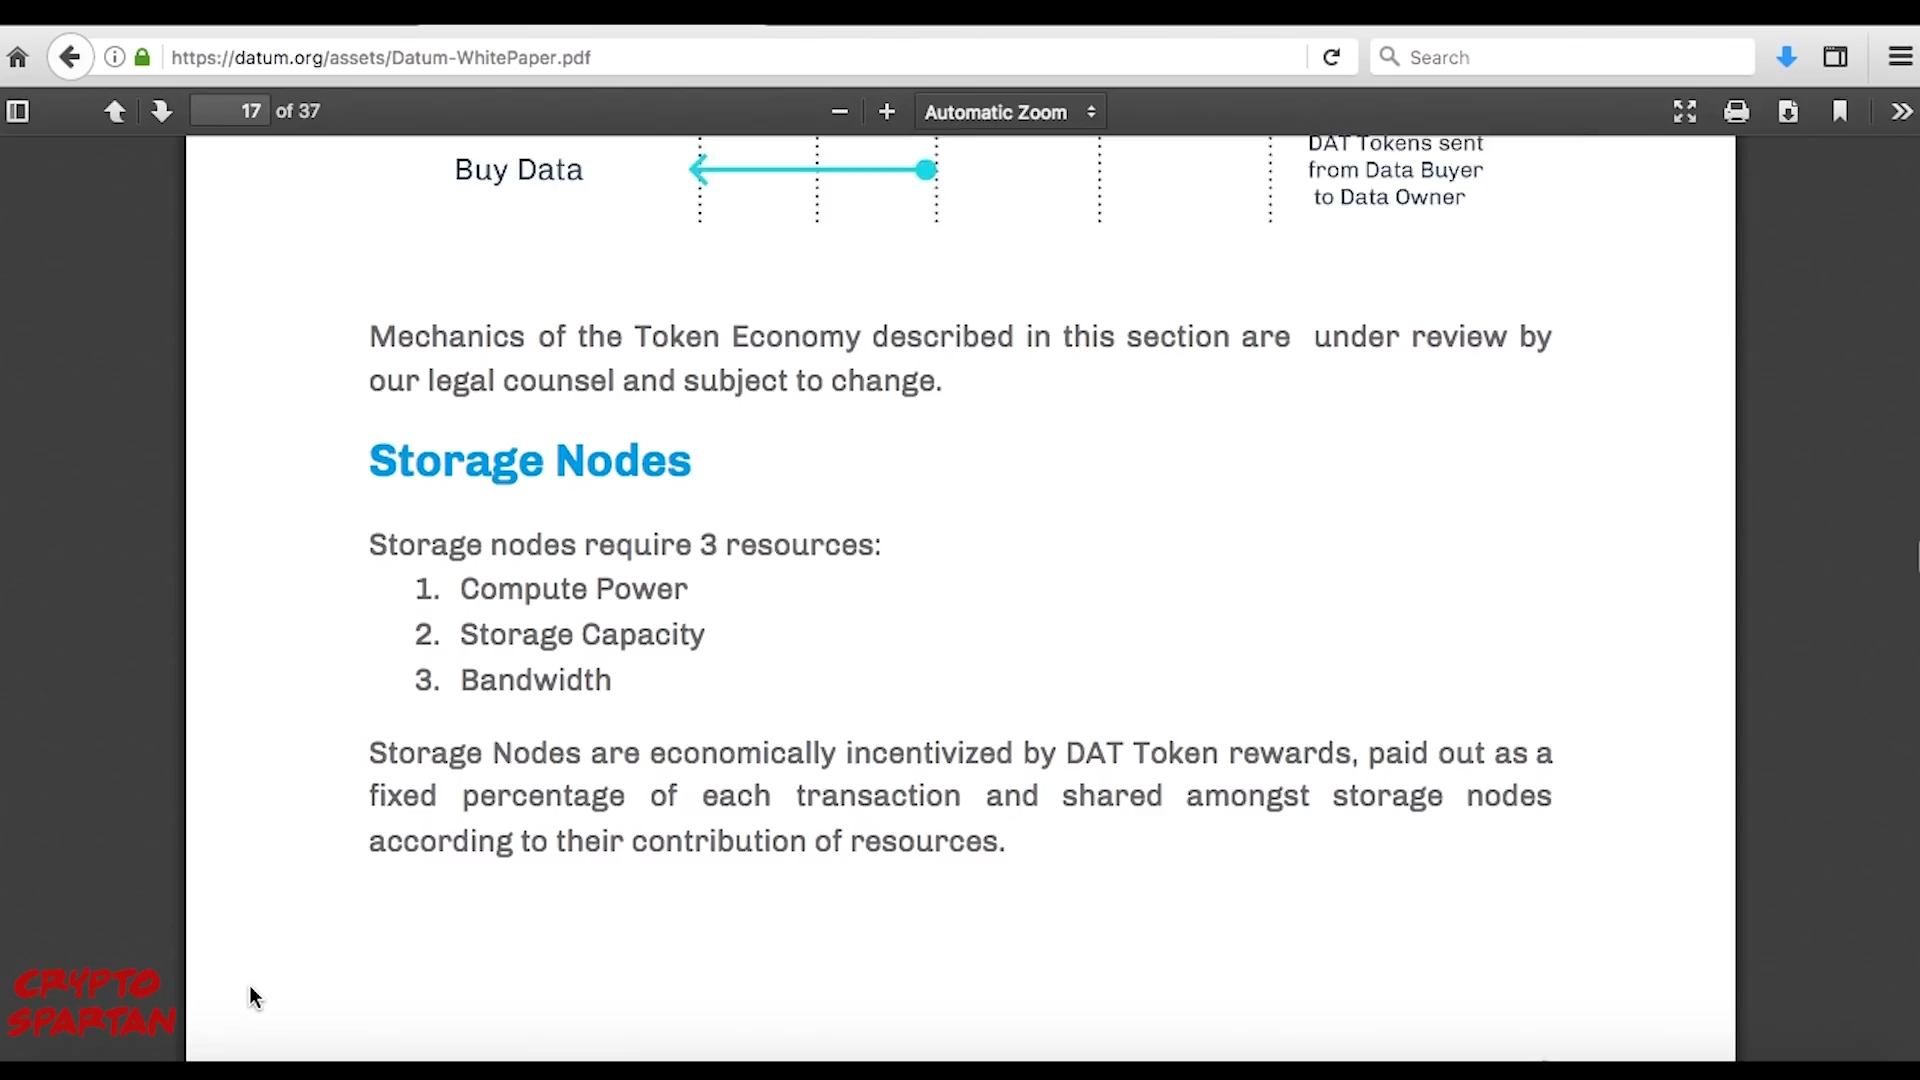 https://datum.org/assets/Datum-WhitePaper.pdf
Search
17 of 37
Automatic Zoom
Buy Data
DAT Tokens sent
from Data Buyer
to Data Owner
Mechanics of the Token Economy described in this section are under review by
our legal counsel and subject to change.
Storage Nodes
Storage nodes require 3 resources:
1. Compute Power
2. Storage Capacity
3. Bandwidth
Storage Nodes are economically incentivized by DAT Token rewards, paid out as a
fixed percentage of each transaction and shared amongst storage nodes
according to their contribution of resources.
CRYPTO
SPARTAN